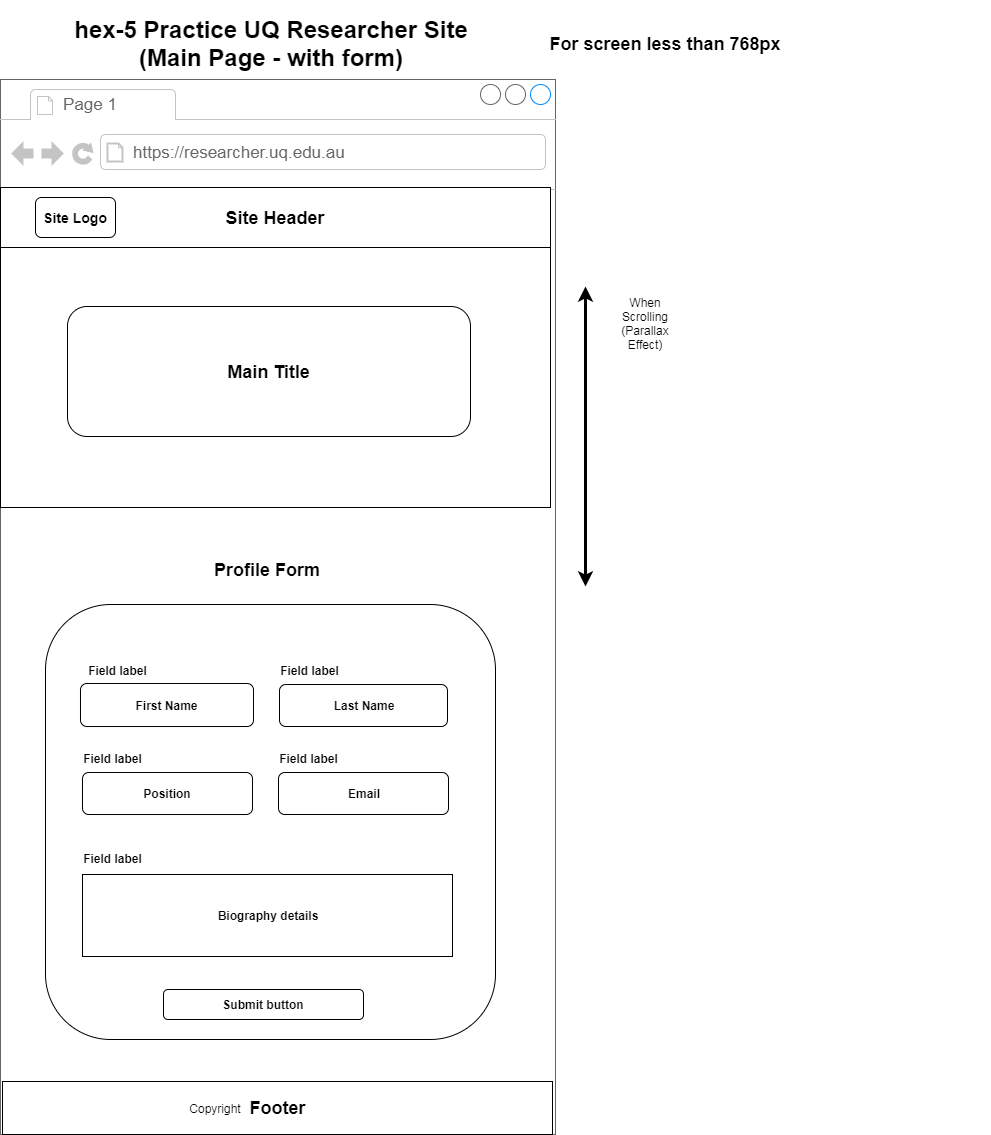 hex-5 Practice UQ Researcher Site
(Main Page - with form)
For screen less than 768px
Page 1
https://researcher.uq.edu.au
Site Logo
Site Header
When
Scrolling
(Parallax
Effect)
Main Title
Profile Form
Field label
Field label
First Name
Last Name
Field label
Field label
Position
Email
Field label
Biography details
Submit button
Copyright Footer